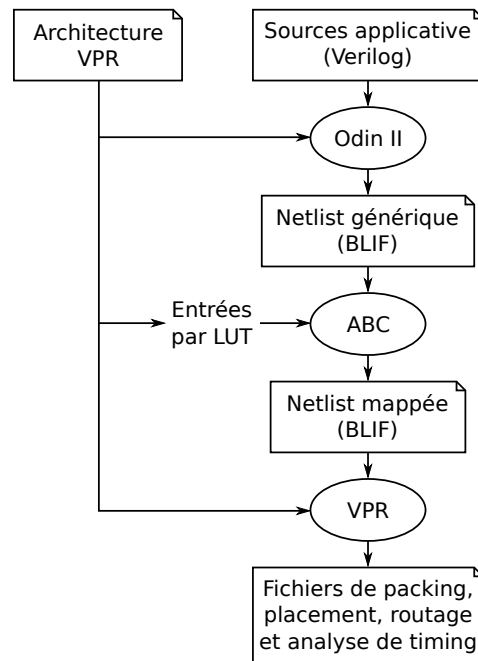 Architecture
VPR
Sources applicative
(Verilog)
Odin II
Netlist générique
(BLIF)
Entrées
par LUT
ABC
Netlist mappée
(BLIF)
VPR
Fichiers de packing,
placement, routage
et analyse de timing